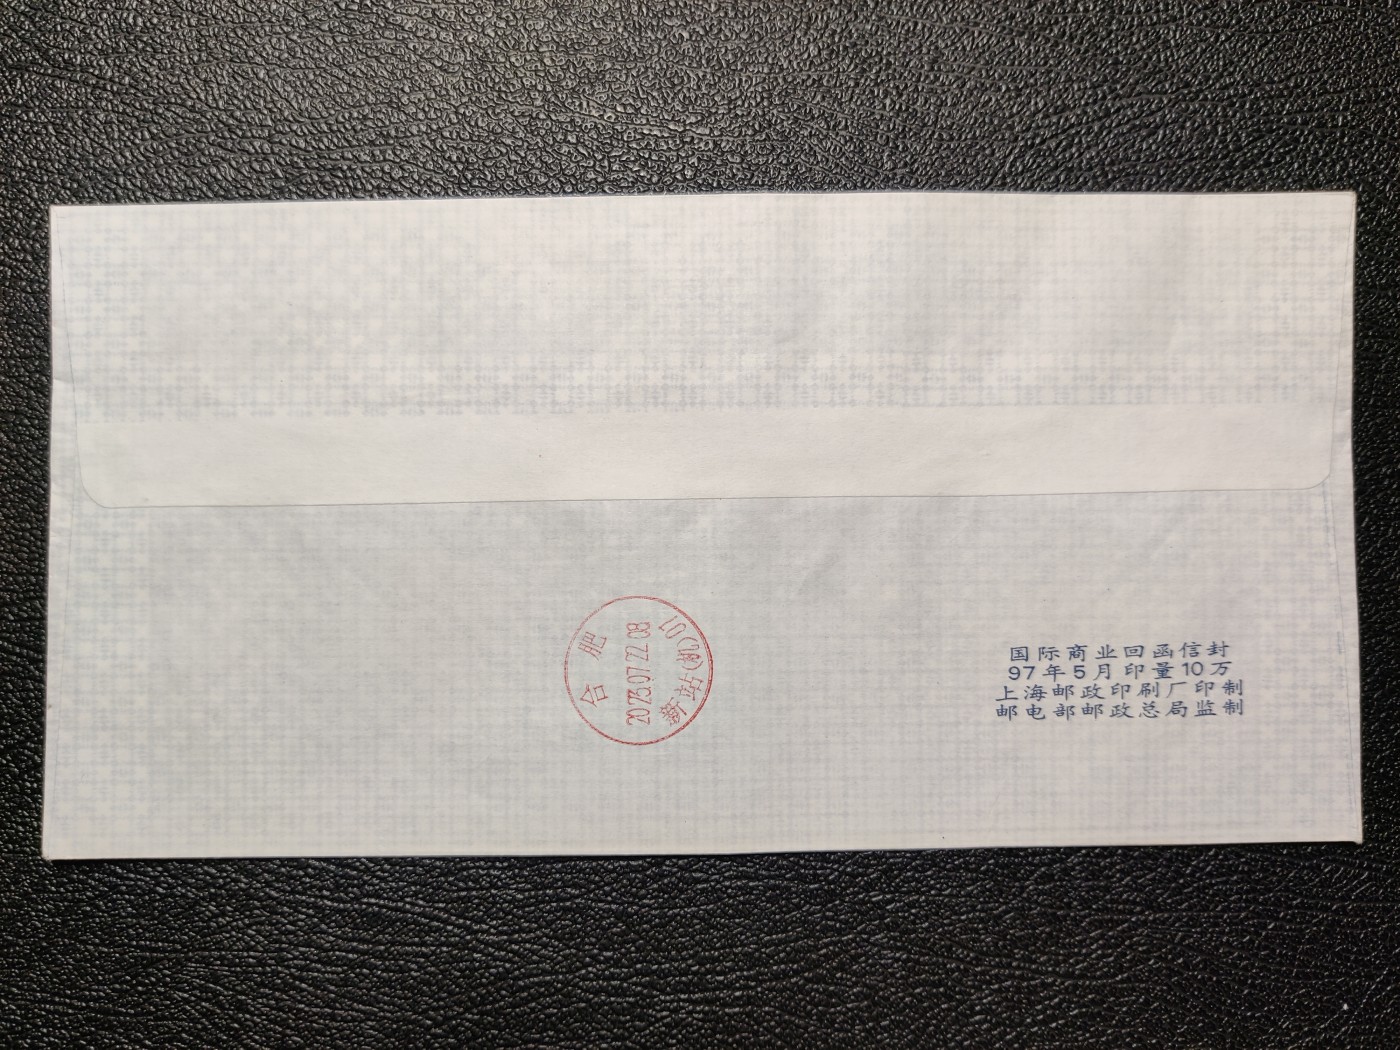 合肥
2023.07.22.08
新站(机)07
国际商业回函信封
97年5月印量10万
上海邮政印刷厂印制
邮电部邮政总局监制